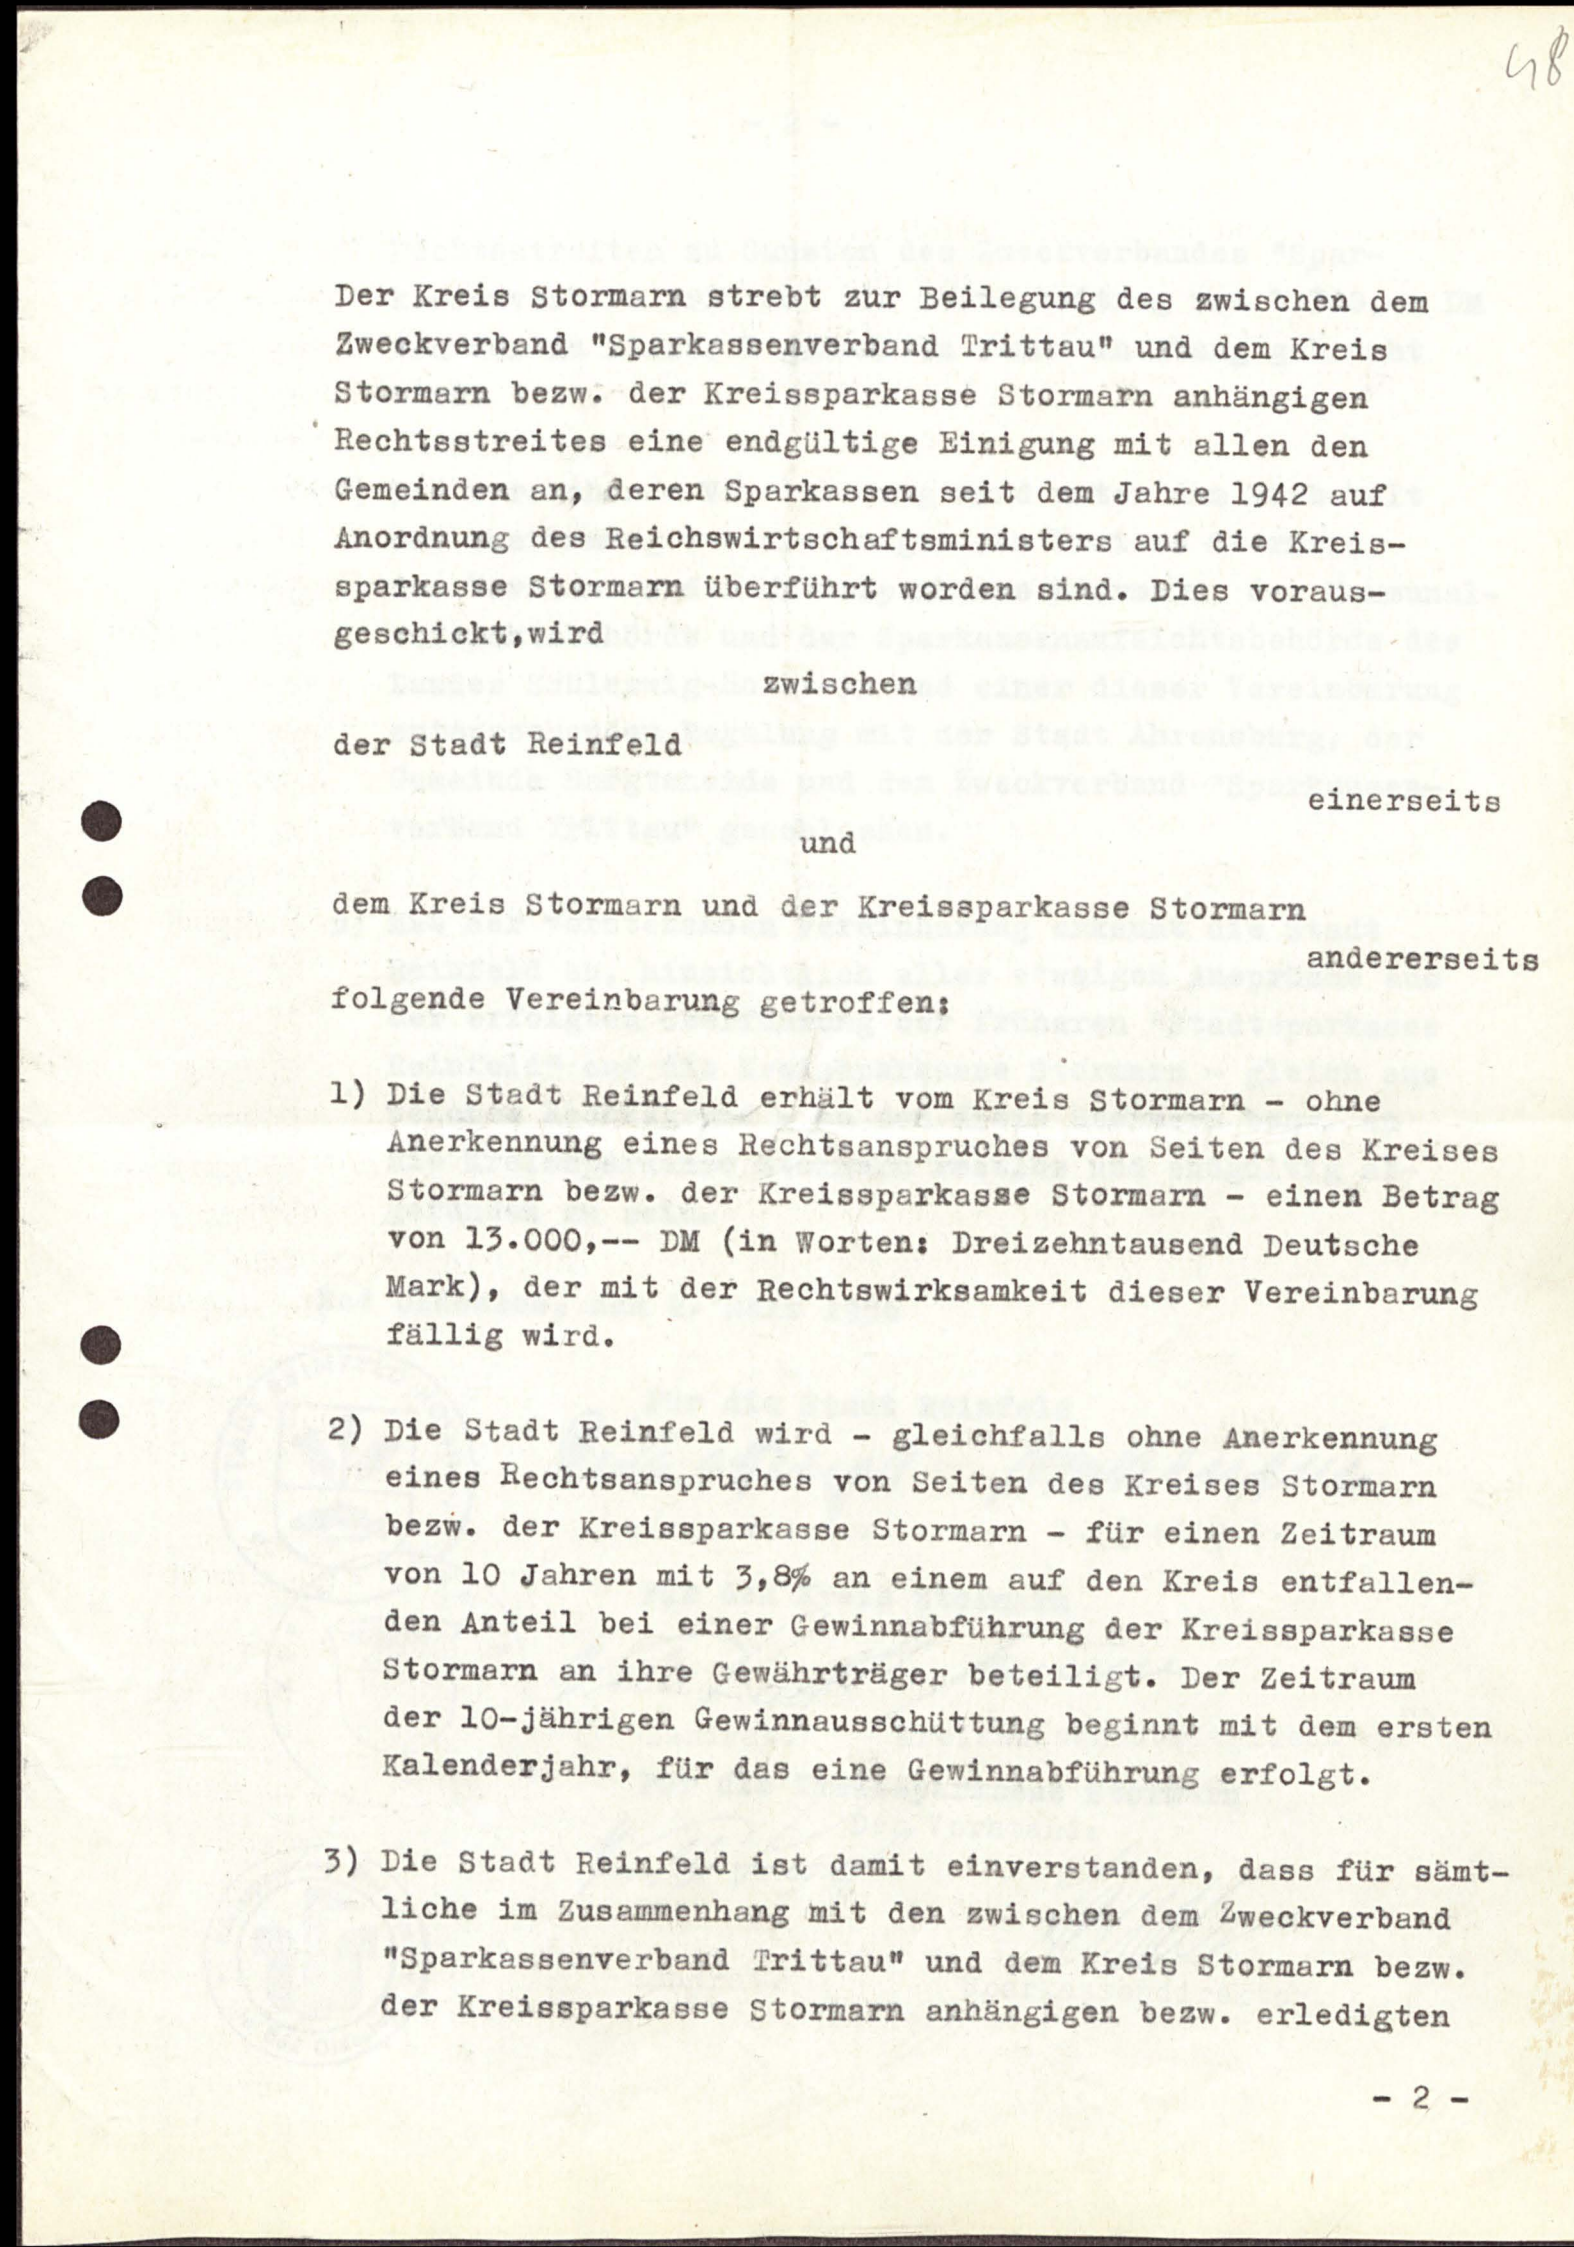 48
Der Kreis Stormarn strebt zur Beilegung des zwischen dem
Zweckverband "Sparkassenverband Trittau" und dem Kreis
Stormarn bezw. der Kreissparkasse Stormarn anhängigen
Rechtsstreites eine endgültige Einigung mit allen den
Gemeinden an, deren Sparkassen seit dem Jahre 1942 auf
Anordnung des Reichswirtschaftsministers auf die Kreis-
sparkasse Stormarn überführt worden sind. Dies voraus-
geschickt,wird
zwischen
der Stadt Reinfeld
einerseits
und
dem Kreis Stormarn und der Kreissparkasse Stormarn
andererseits
folgende Vereinbarung getroffen:
1) Die Stadt Reinfeld erhält vom Kreis Stormarn - ohne
Anerkennung eines Rechtsanspruches von Seiten des Kreises
Stormarn bezw. der Kreissparkasse Stormarn - einen Betrag
von 13.000,-- DM (in Worten: Dreizehntausend Deutsche
Mark), der mit der Rechtswirksamkeit dieser Vereinbarung
fällig wird.
2) Die Stadt Reinfeld wird - gleichfalls ohne Anerkennung
eines Rechtsanspruches von Seiten des Kreises Stormarn
bezw. der Kreissparkasse Stormarn - für einen Zeitraum
von 10 Jahren mit 3,8% an einem auf den Kreis entfallen-
den Anteil bei einer Gewinnabführung der Kreissparkasse
Stormarn an ihre Gewährträger beteiligt. Der Zeitraum
der 10-jährigen Gewinnausschüttung beginnt mit dem ersten
Kalenderjahr, für das eine Gewinnabführung erfolgt.
3) Die Stadt Reinfeld ist damit einverstanden, dass für sämt-
liche im Zusammenhang mit den zwischen dem Zweckverband
"Sparkassenverband Trittau" und dem Kreis Stormarn bezw.
der Kreissparkasse Stormarn anhängigen bezw. erledigten
- 2 -